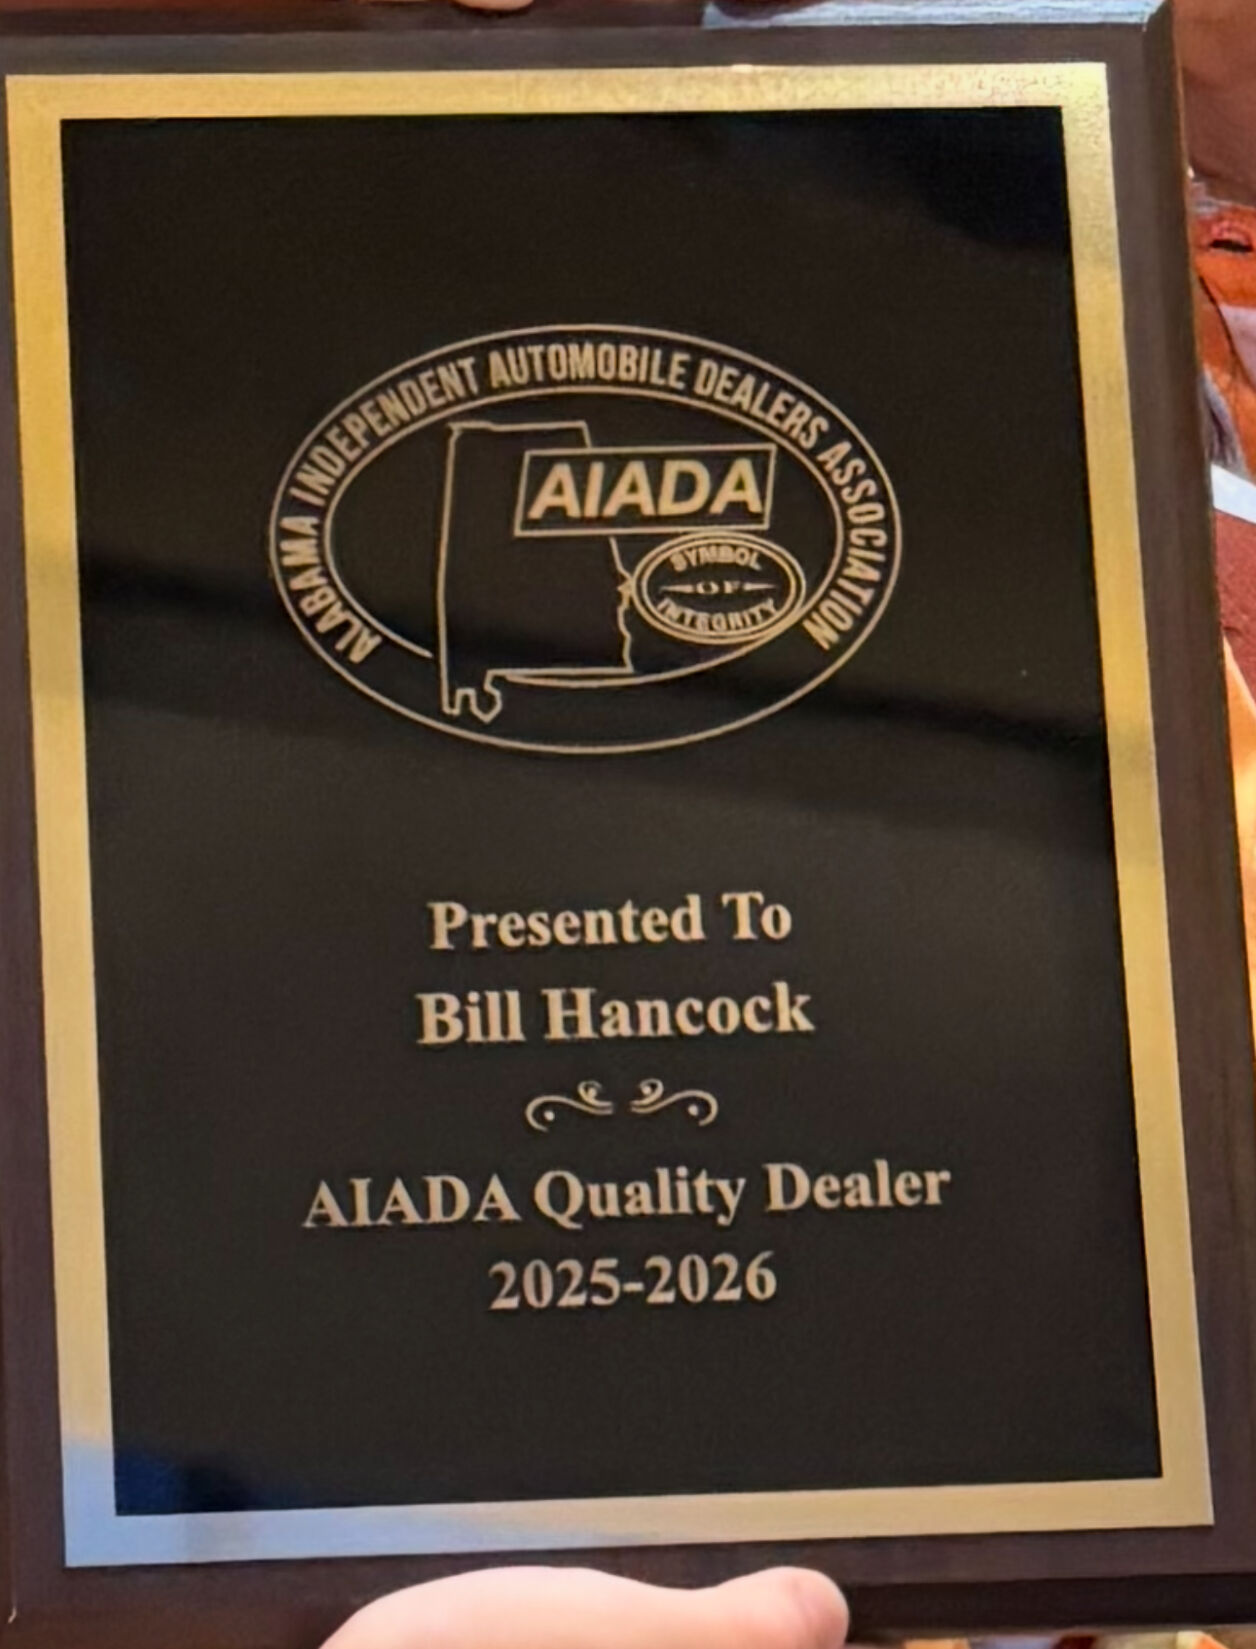 ALABAMA INDEPENDENT AUTOMOBILE DEALERS ASSOCIATION
AIADA
SYMBOL
OF
INTEGRITY
Presented To
Bill Hancock
AIADA Quality Dealer
2025-2026